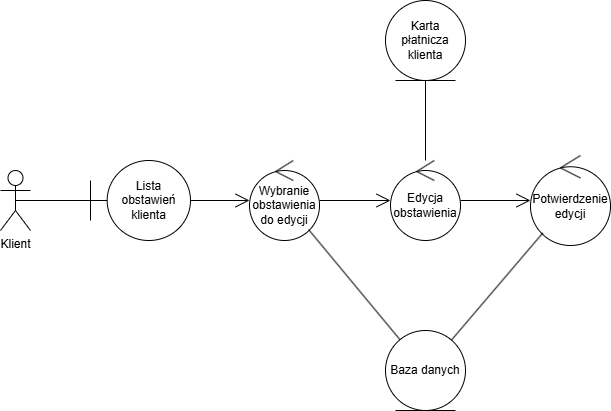 Karta
płatnicza
klienta
Lista
obstawień
klienta
Wybranie
obstawienia
do edycji
Edycja
obstawienia
Potwierdzenie
edycji
Klient
Baza danych